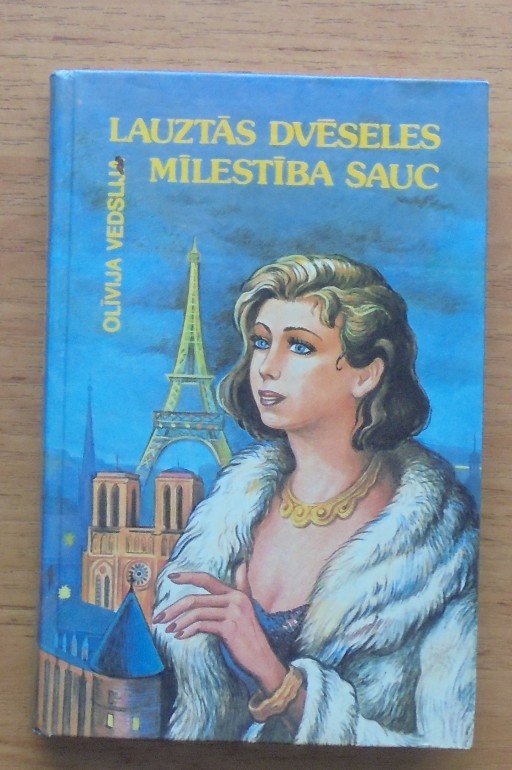 LAUZTĀS DVĒSELES
MĪLESTĪBA SAUC
OLĪVIJA VEDSLIJA